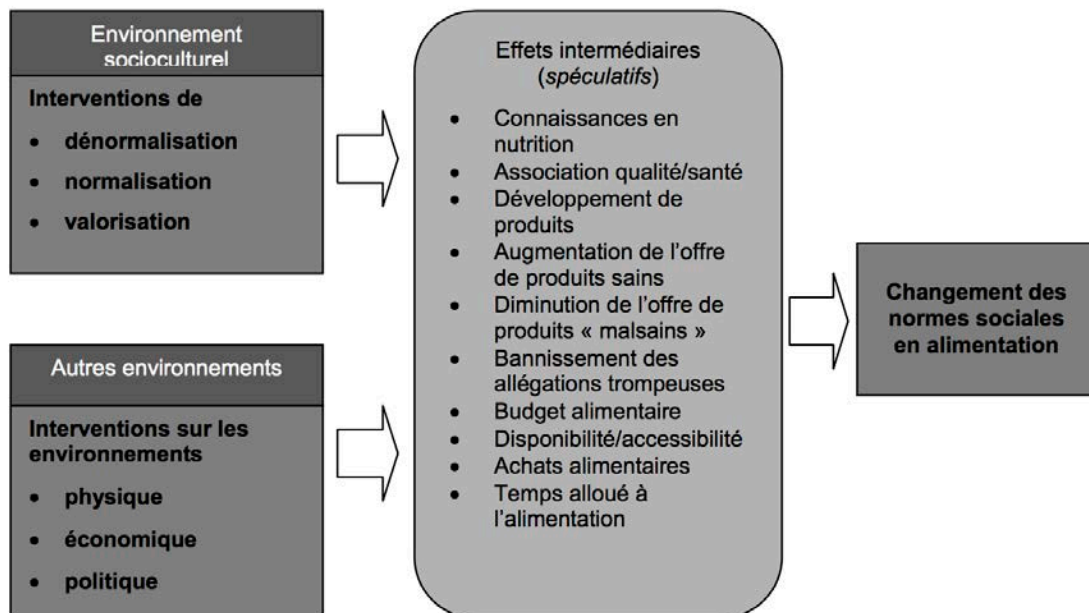 Environnement
socioculturel
Interventions de
• dénormalisation
• normalisation
• valorisation
Autres environnements
Interventions sur les
environnements
• physique
• économique
• politique
Effets intermédiaires
(spéculatifs)
• Connaissances en
nutrition
• Association qualité/santé
• Développement de
produits
• Augmentation de l'offre
de produits sains
• Diminution de l'offre de
produits « malsains »
• Bannissement des
allégations trompeuses
• Budget alimentaire
• Disponibilité/accessibilité
• Achats alimentaires
• Temps alloué à
l'alimentation
Changement des
normes sociales
en alimentation